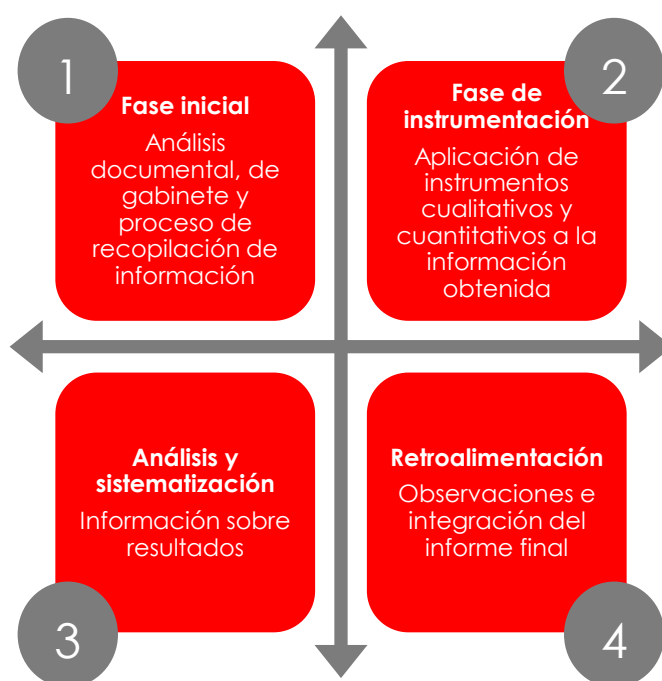 1
Fase inicial
Análisis
documental, de
gabinete y
proceso de
recopilación de
información
2
Fase de
instrumentación
Aplicación de
instrumentos
cualitativos y
cuantitativos a la
información
obtenida
3
Análisis y
sistematización
Información sobre
resultados
4
Retroalimentación
Observaciones e
integración del
informe final